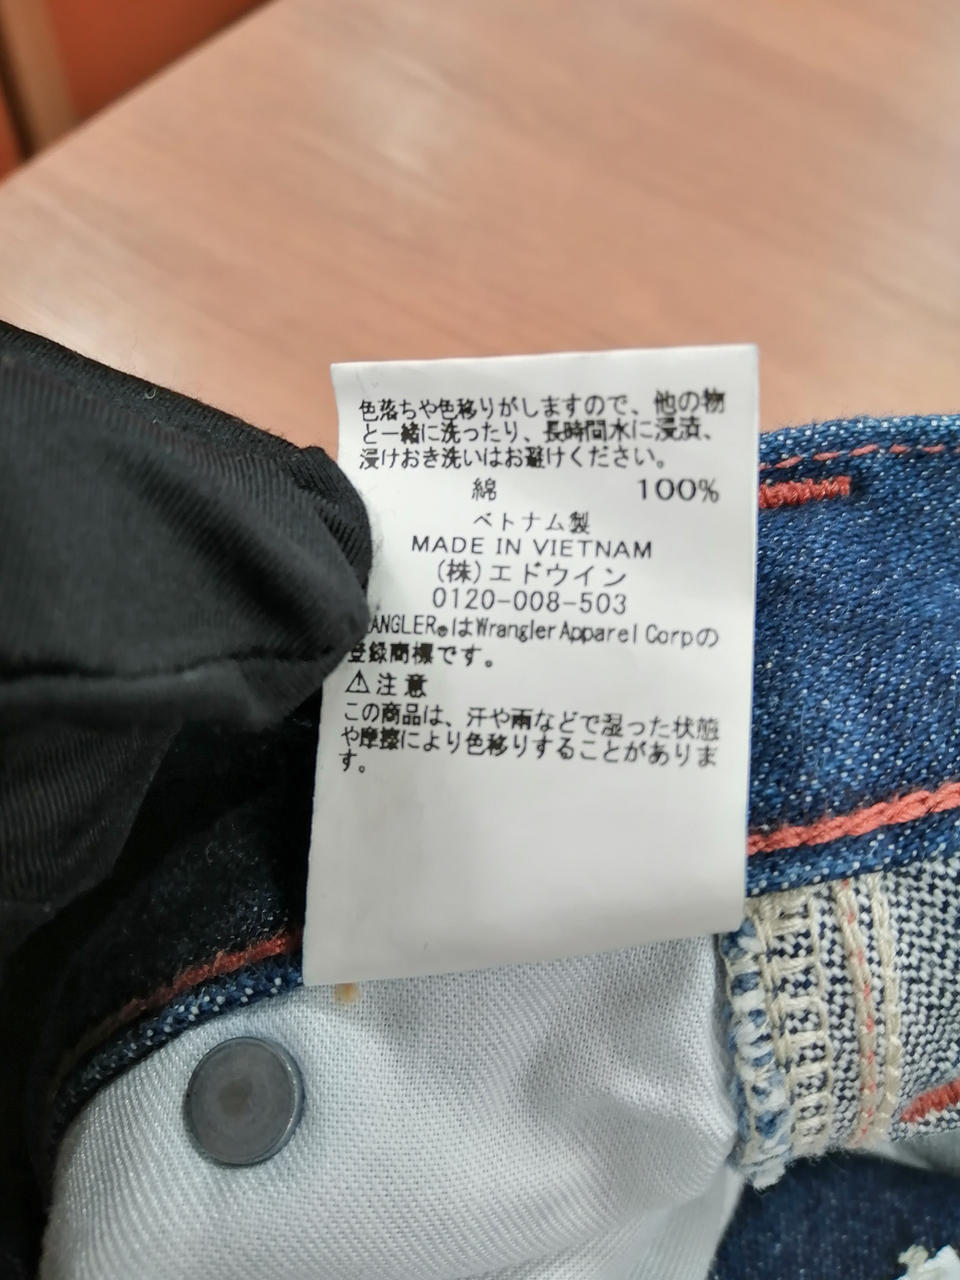 色落ちや色移りがしますので、他の物
と一緒に洗ったり、長時間水に浸漬、
浸けおき洗いはお避けください。
綿 100%
ベトナム製
MADE IN VIETNAM
(株)エドウイン
0120-008-503
ANGLER®はWrangler Apparel Corpの
登録商標です。
⚠注意
この商品は、汗や雨などで湿った状態
や摩擦により色移りすることがありま
す。